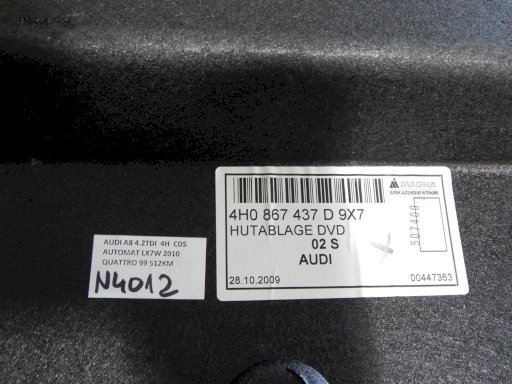 MAGNA
4H0 867 437 D 9X7
HUTABLAGE DVD
02 S
AUDI
28.10.2009
00447363
507400
AUDI A8 4.2TDI 4H CDS
AUTOMAT LX7W 2010
QUATTRO 99 512KM
N4012